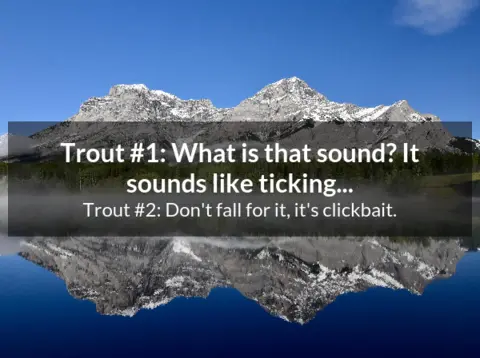 Trout #1: What is that sound? It
sounds like ticking...
Trout #2: Don't fall for it, it's clickbait.